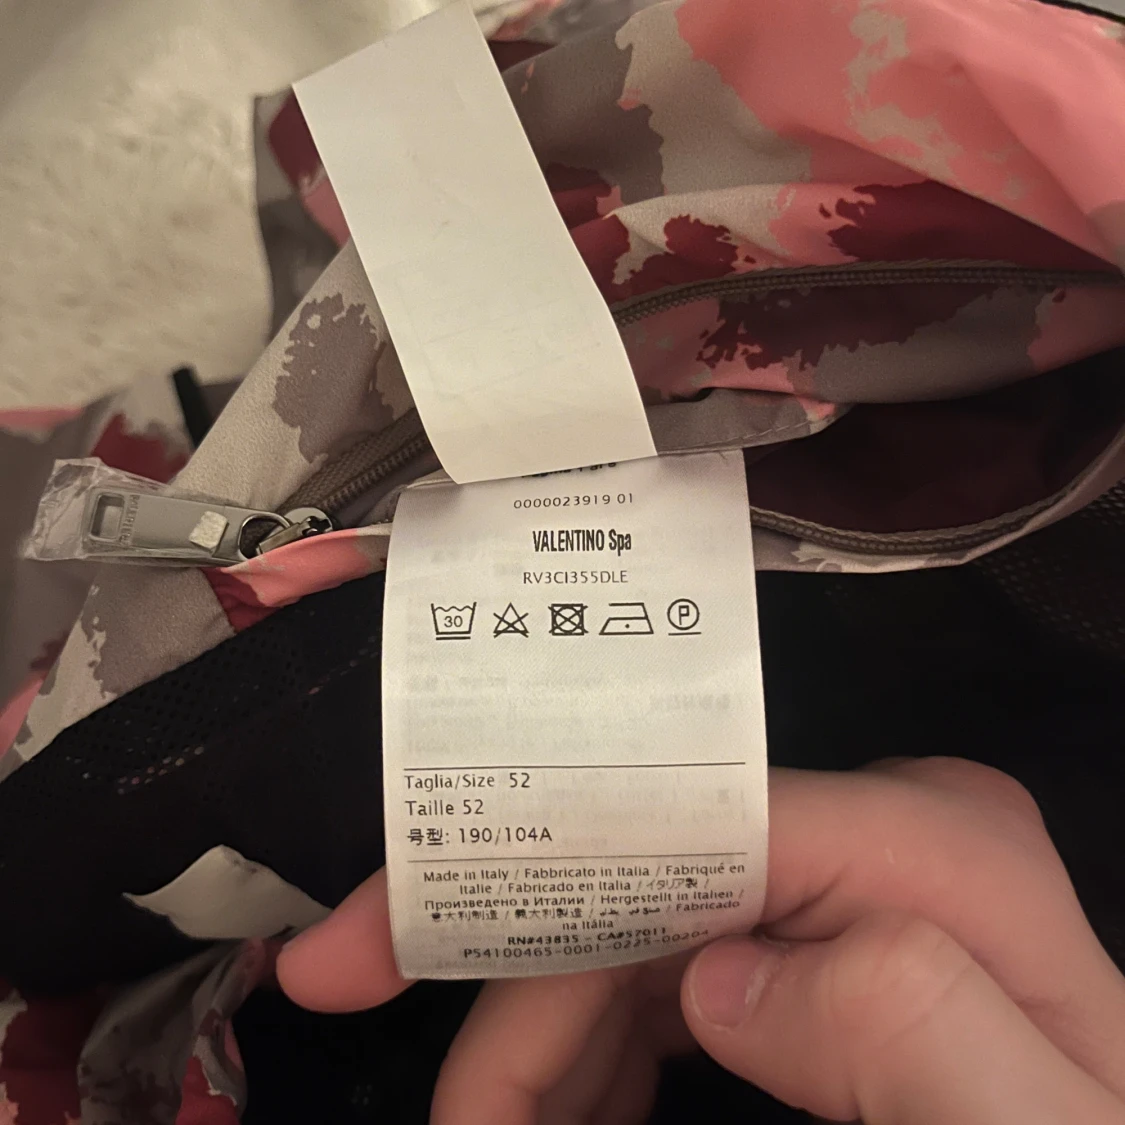 0000023919 01
VALENTINO Spa
RV3CI355DLE
30
P
Taglia/Size 52
Taille 52
号型: 190/104A
Made in Italy / Fabbricato in Italia / Fabriqué en
Italie / Fabricado en Italia / イタリア製 /
Произведено в Италии / Hergestellt in Italien /
意大利制造 / 義大利製造 / Fabricado
na Itália
RN#43835 - CA#57011
P54100465-0001-0225-00204